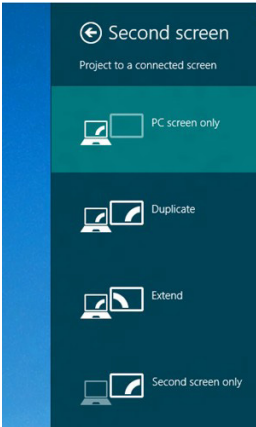 Second screen
Project to a connected screen
PC screen only
Duplicate
Extend
Second screen only